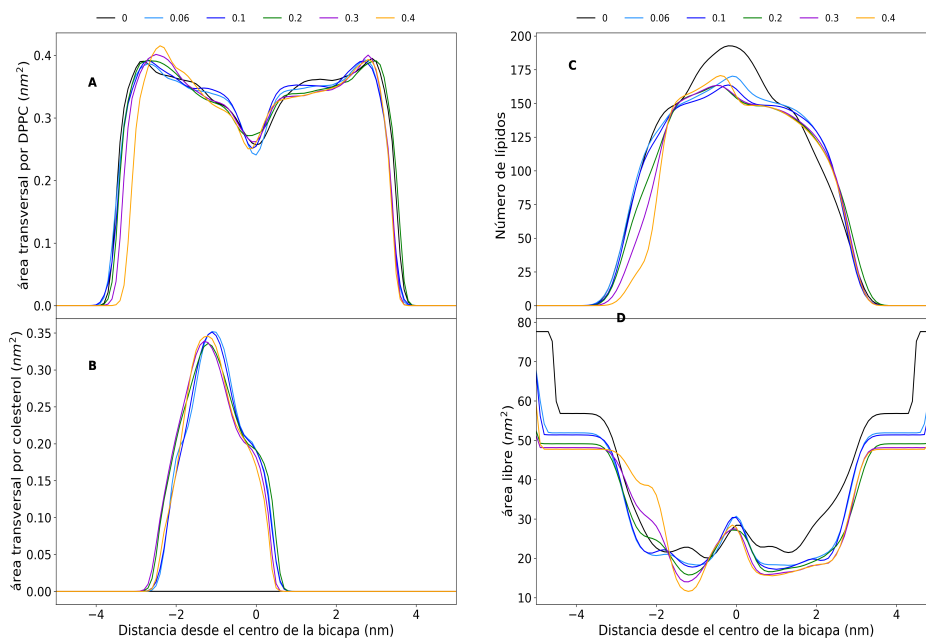 0 0.06 0.1 0.2 0.3 0.4
0 0.06 0.1 0.2 0.3 0.4
A
área transversal por DPPC (nm²)
0.4
0.3
0.2
0.1
0.0
C
Número de lípidos
200
175
150
125
100
75
50
25
0
B
área transversal por colesterol (nm²)
0.35
0.30
0.25
0.20
0.15
0.10
0.05
0.00
−4 −2 0 2 4
Distancia desde el centro de la bicapa (nm)
D
área libre (nm²)
80
70
60
50
40
30
20
10
−4 −2 0 2 4
Distancia desde el centro de la bicapa (nm)